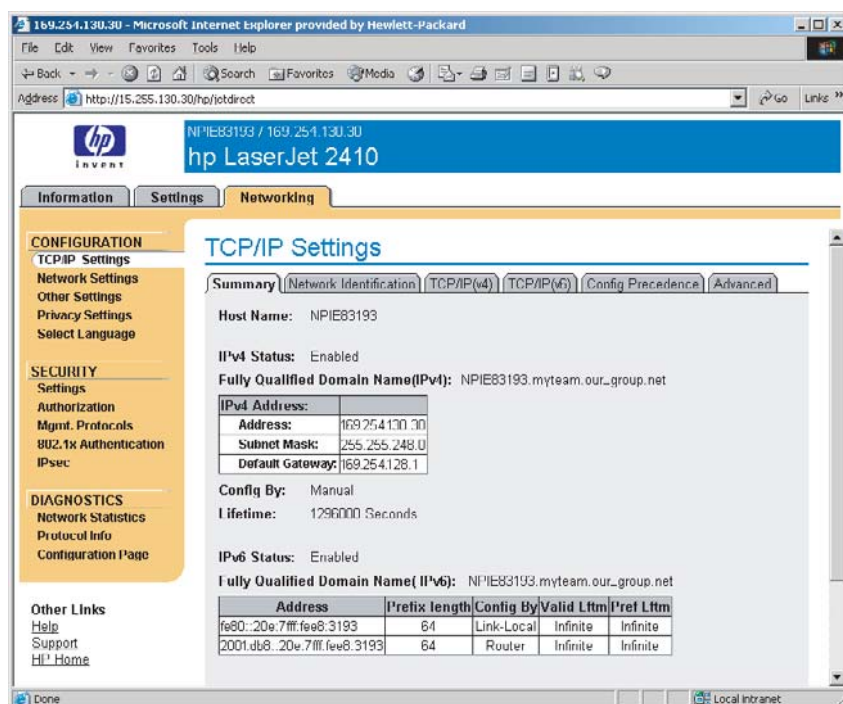 169.254.130.30 - Microsoft Internet Explorer provided by Hewlett-Packard
File Edit View Favorites Tools Help
Back Search Favorites Media
Address http://15.255.130.30/hp/jetdirect Go Links »
hp
invent
NPIE83193 / 169.254.130.30
hp LaserJet 2410
Information Settings Networking
CONFIGURATION
TCP/IP Settings
Network Settings
Other Settings
Privacy Settings
Select Language
SECURITY
Settings
Authorization
Mgmt. Protocols
802.1x Authentication
IPsec
DIAGNOSTICS
Network Statistics
Protocol Info
Configuration Page
Other Links
Help
Support
HP Home
TCP/IP Settings
Summary Network Identification TCP/IP(v4) TCP/IP(v6) Config Precedence Advanced
Host Name: NPIE83193
IPv4 Status: Enabled
Fully Qualified Domain Name(IPv4): NPIE83193.myteam.our_group.net
IPv4 Address:
Address: 169.254.130.30
Subnet Mask: 255.255.248.0
Default Gateway: 169.254.128.1
Config By: Manual
Lifetime: 1296000 Seconds
IPv6 Status: Enabled
Fully Qualified Domain Name( IPv6): NPIE83193.myteam.our_group.net
Address Prefix length Config By Valid Lftm Pref Lftm
fe80::20e:7fff:fee8:3193 64 Link-Local Infinite Infinite
2001:db8::20e:7fff:fee8:3193 64 Router Infinite Infinite
Done Local intranet